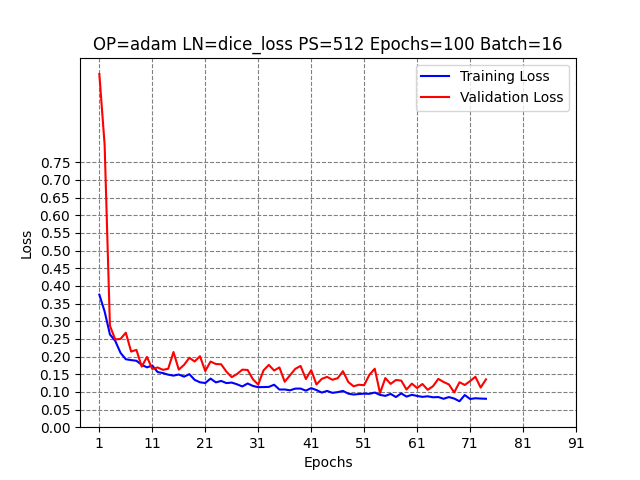 OP=adam LN=dice_loss PS=512 Epochs=100 Batch=16
Training Loss
Validation Loss
0.75
0.70
0.65
0.60
0.55
0.50
0.45
0.40
0.35
0.30
0.25
0.20
0.15
0.10
0.05
0.00
Loss
1 11 21 31 41 51 61 71 81 91
Epochs